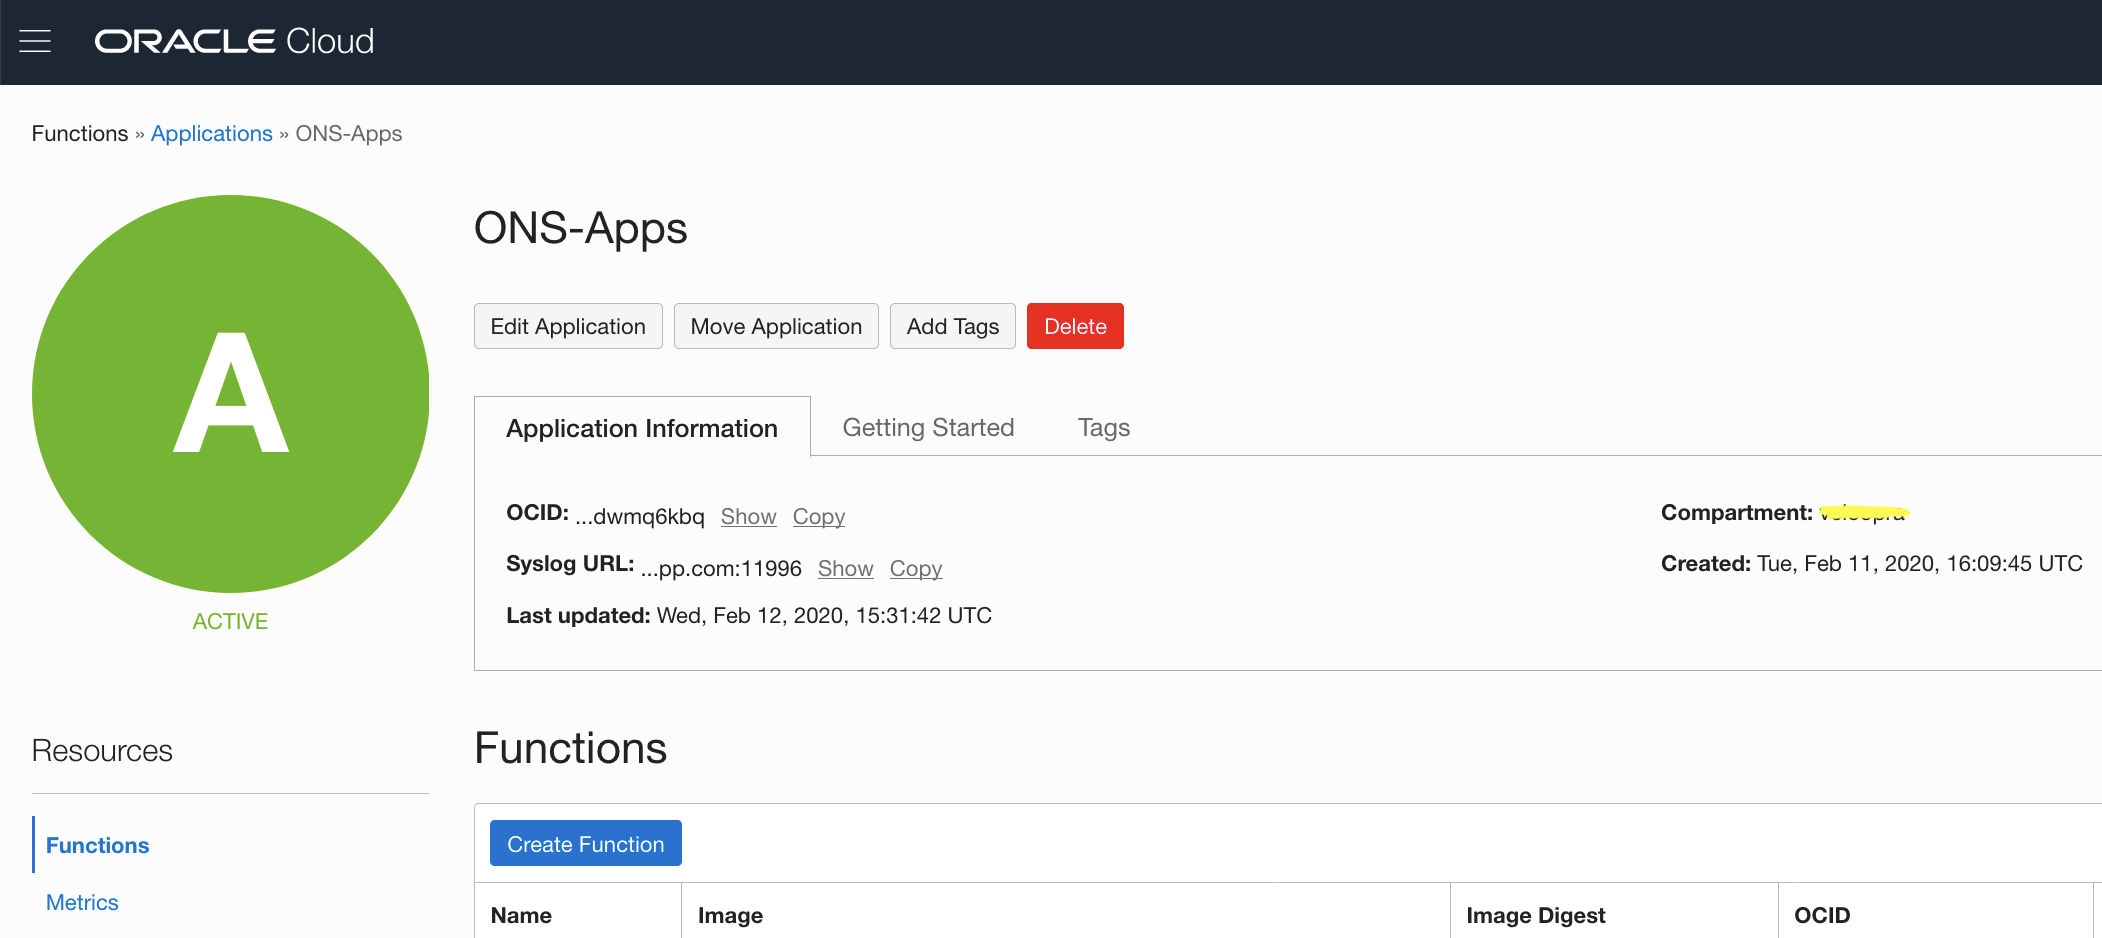 ORACLE Cloud
Functions » Applications » ONS-Apps
A
ACTIVE
ONS-Apps
Edit Application Move Application Add Tags Delete
Application Information Getting Started Tags
OCID: ...dwmq6kbq Show Copy
Compartment:
Syslog URL: ...pp.com:11996 Show Copy
Created: Tue, Feb 11, 2020, 16:09:45 UTC
Last updated: Wed, Feb 12, 2020, 15:31:42 UTC
Resources
Functions
Metrics
Functions
Create Function
Name Image Image Digest OCID